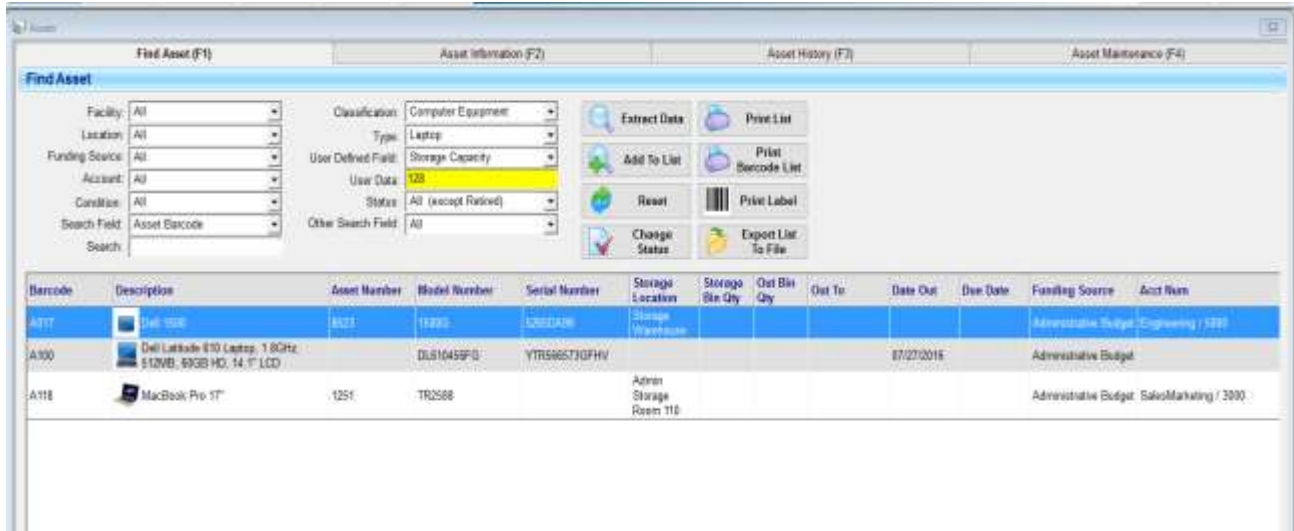 Assets
Find Asset (F1) Asset Information (F2) Asset History (F3) Asset Maintenance (F4)
Find Asset
Facility: All Classification: Computer Equipment Extract Data Print List
Location: All Type: Laptop
Funding Source: All User Defined Field: Storage Capacity Add To List Print Barcode List
Account: All User Data: 128
Condition: All Status: All (except Retired) Reset Print Label
Search Field: Asset Barcode Other Search Field: All Change Status Export List To File
Search:
Barcode Description Asset Number Model Number Serial Number Storage Location Storage Bin Qty Out Bin Qty Out To Date Out Due Date Funding Source Acct Num
A017 Dell 1500 Storage Warehouse Administrative Budget Engineering / 5000
A100 Dell Latitude 610 Laptop, 1.8GHz,
512MB, 60GB HD, 14.1" LCD DL610456FG YTR566573GFHV 07/27/2016 Administrative Budget
A118 MacBook Pro 17" 1251 TR2588 Admin Storage Room 110 Administrative Budget SalesMarketing / 3000